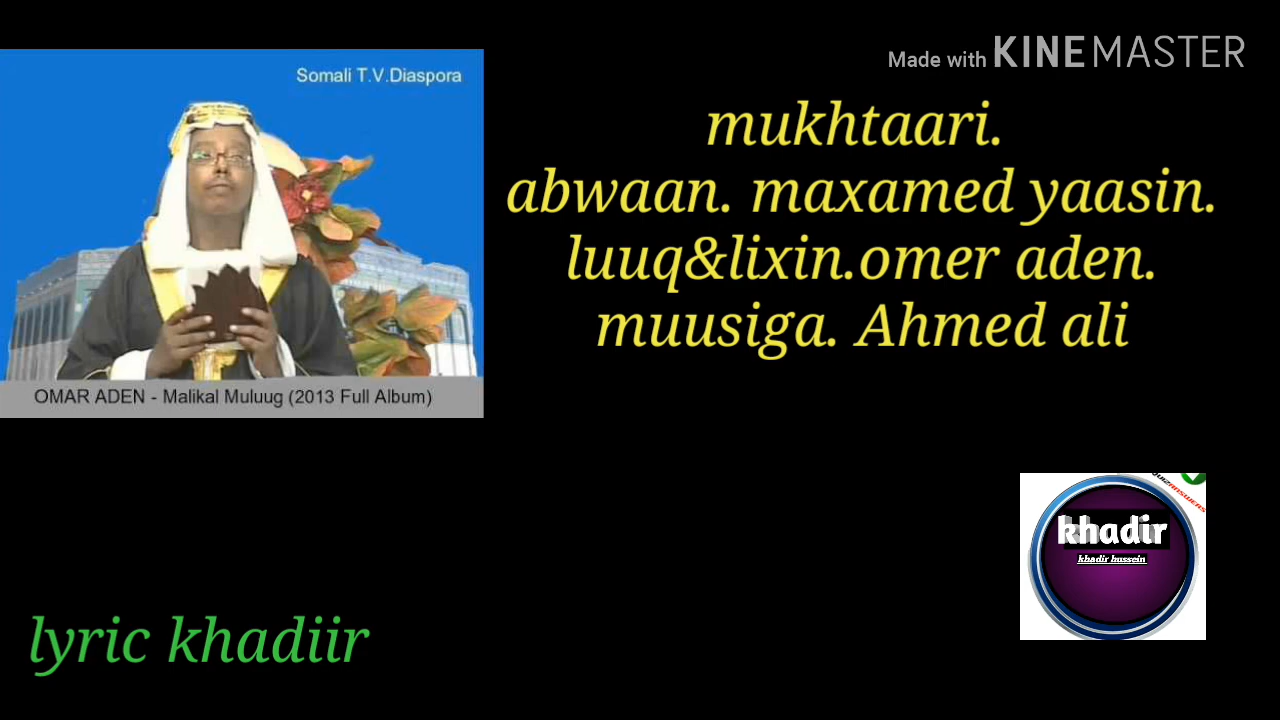 Made with KINEMASTER
Somali T.V.Diaspora
mukhtaari.
abwaan. maxamed yaasin.
luuq&lixin.omer aden.
muusiga. Ahmed ali
OMAR ADEN - Malikal Muluug (2013 Full Album)
khadir
khadir hussein
lyric khadiir